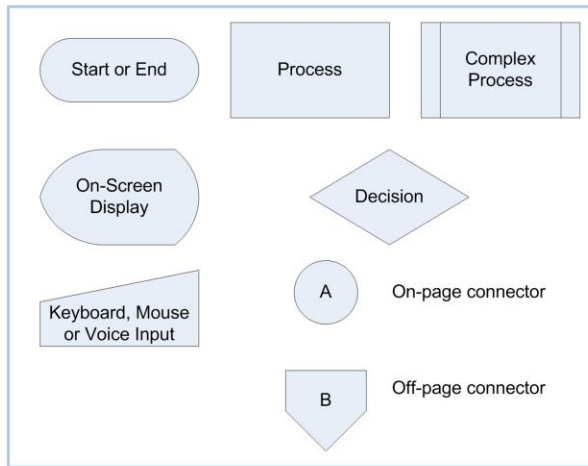 Start or End
Process
Complex
Process
On-Screen
Display
Decision
Keyboard, Mouse
or Voice Input
A
On-page connector
B
Off-page connector